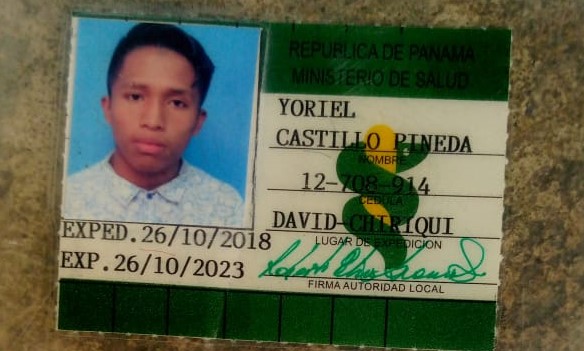 REPUBLICA DE PANAMA
MINISTERIO DE SALUD
YORIEL
CASTILLO PINEDA
NOMBRE
12-708-914
CEDULA
DAVID-CHIRIQUI
LUGAR DE EXPEDICION
EXPED.26/10/2018
EXP.26/10/2023
FIRMA AUTORIDAD LOCAL